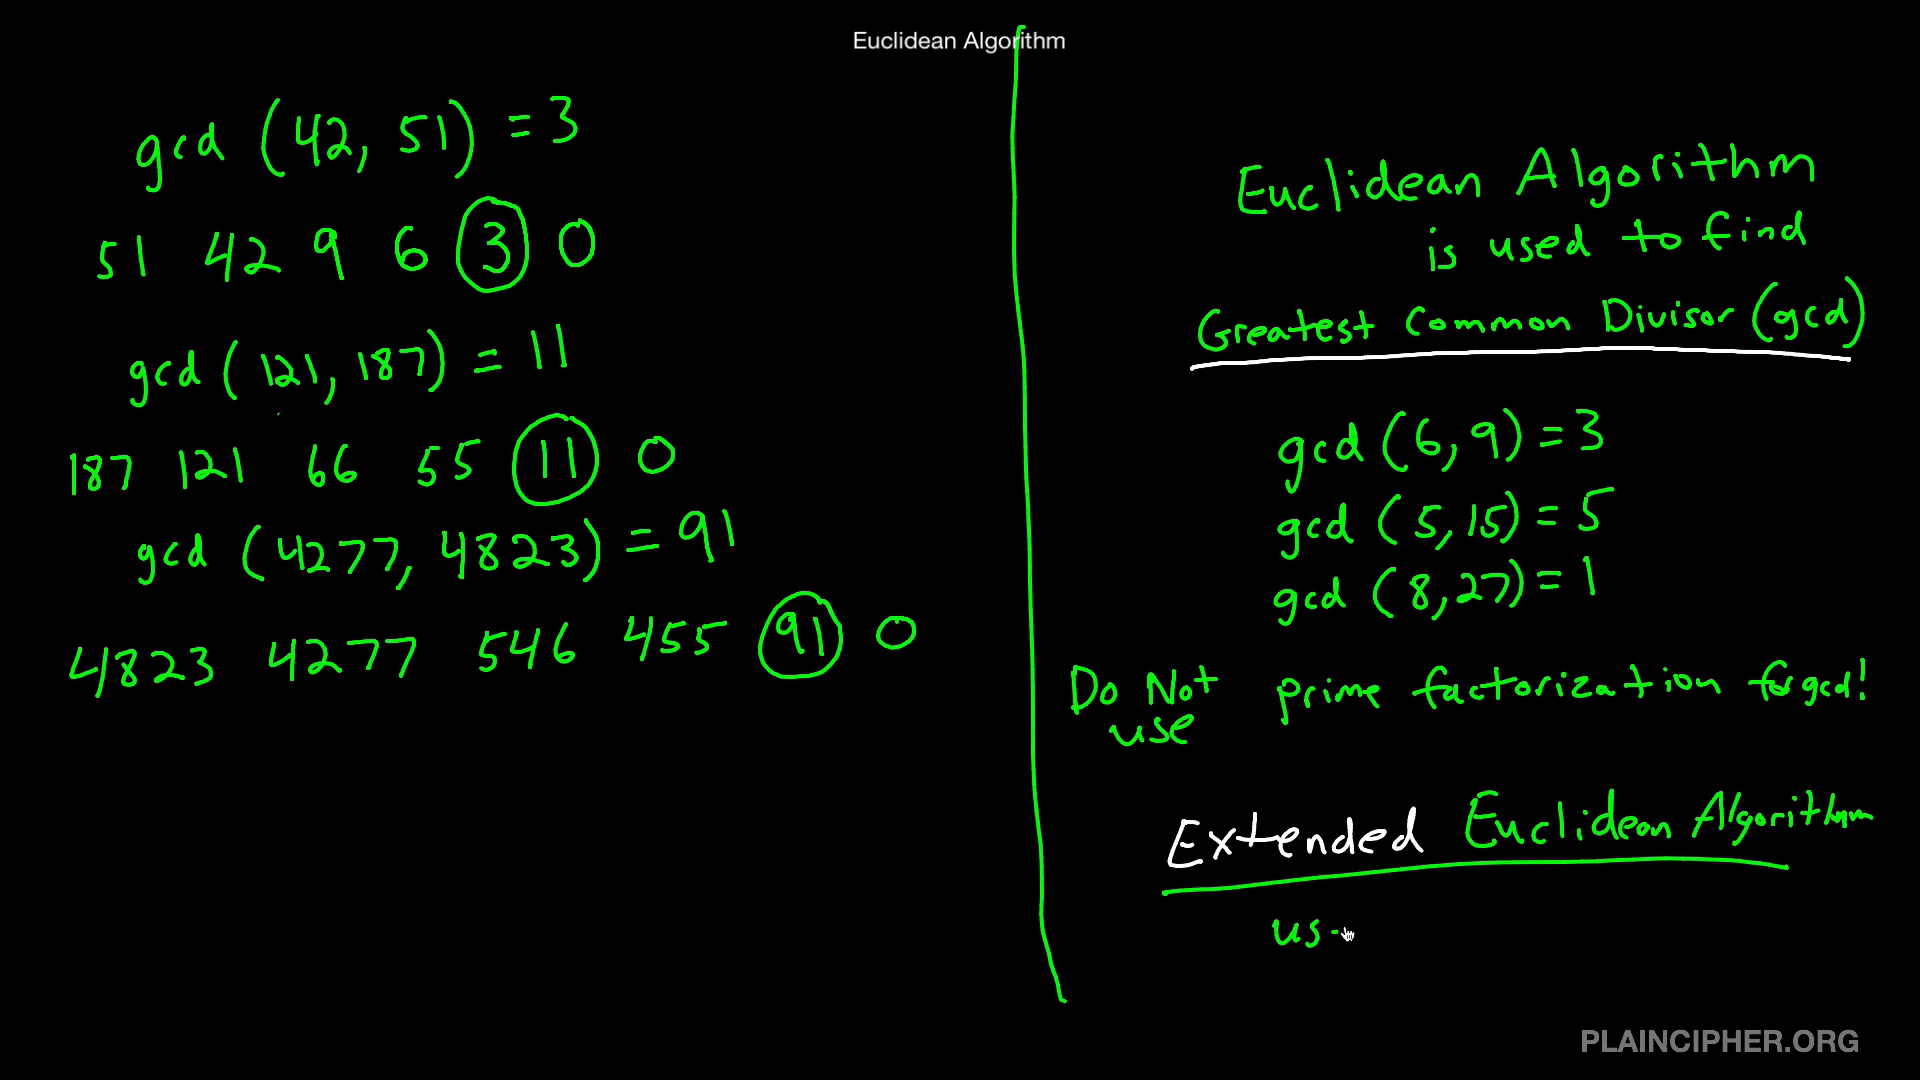 Euclidean Algorithm
gcd (42, 51) = 3
51 42 9 6 3 0
gcd (121, 187) = 11
187 121 66 55 11 0
gcd (4277, 4823) = 91
4823 4277 546 455 91 0
Euclidean Algorithm
is used to find
Greatest Common Divisor (gcd)
gcd (6, 9) = 3
gcd (5, 15) = 5
gcd (8, 27) = 1
Do Not prime factorization for gcd!
use
Extended Euclidean Algorithm
us
PLAINCIPHER.ORG